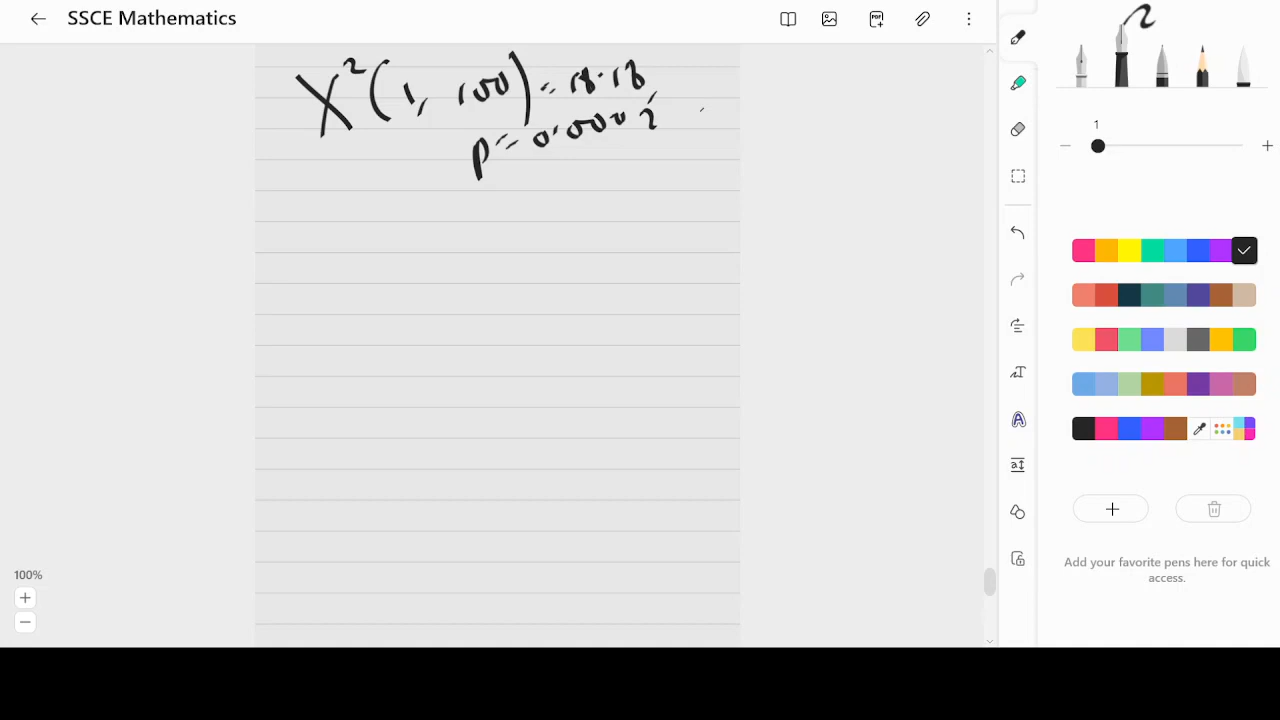 SSCE Mathematics
X²(1, 100) = 18.18
p = 0.0002
1
100%
Add your favorite pens here for quick
access.